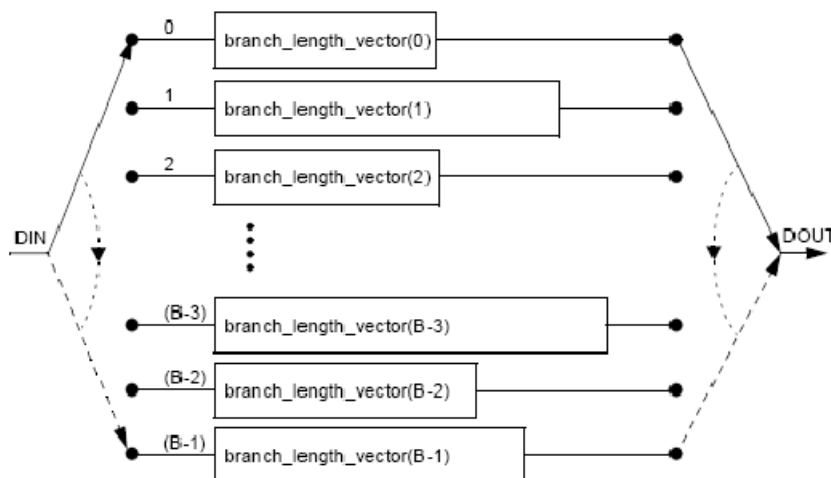 0
branch_length_vector(0)
1
branch_length_vector(1)
2
branch_length_vector(2)
DIN
DOUT
(B-3)
branch_length_vector(B-3)
(B-2)
branch_length_vector(B-2)
(B-1)
branch_length_vector(B-1)